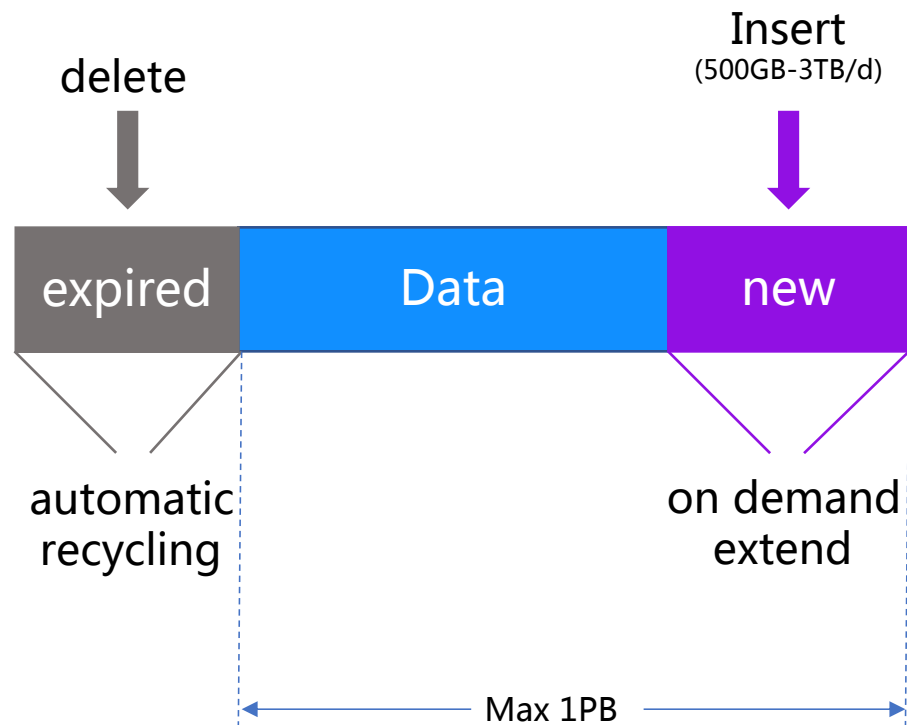 Insert
(500GB-3TB/d)
delete
expired
Data
new
automatic
recycling
on demand
extend
Max 1PB